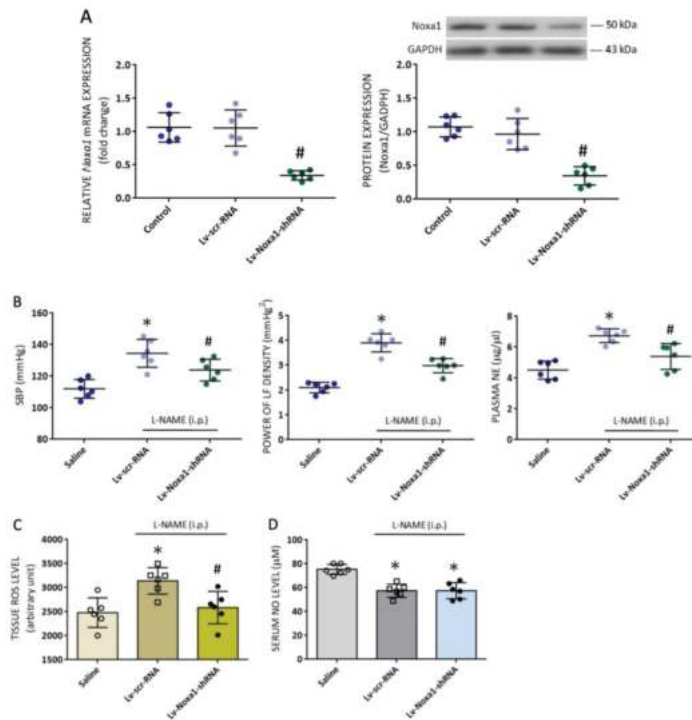 A
Noxa1
50 kDa
GAPDH
43 kDa
RELATIVE Noxa1 mRNA EXPRESSION
(fold change)
2.0
1.5
1.0
0.5
0.0
#
Control
Lv-scr-RNA
Lv-Noxa1-shRNA
PROTEIN EXPRESSION
(Noxa1/GADPH)
2.0
1.5
1.0
0.5
0.0
#
Control
Lv-scr-RNA
Lv-Noxa1-shRNA
B
SBP
(mmHg)
160
140
120
100
80
*
#
L-NAME (i.p.)
Saline
Lv-scr-RNA
Lv-Noxa1-shRNA
POWER OF LF DENSITY (mmHg²)
6
4
2
0
*
#
L-NAME (i.p.)
Saline
Lv-scr-RNA
Lv-Noxa1-shRNA
PLASMA NE (µg/µl)
8
6
4
2
0
*
#
L-NAME (i.p.)
Saline
Lv-scr-RNA
Lv-Noxa1-shRNA
C
L-NAME (i.p.)
TISSUE ROS LEVEL
(arbitrary unit)
4000
3500
3000
2500
2000
1500
*
#
Saline
Lv-scr-RNA
Lv-Noxa1-shRNA
D
L-NAME (i.p.)
SERUM NO LEVEL (µM)
100
80
60
40
20
0
*
*
Saline
Lv-scr-RNA
Lv-Noxa1-shRNA